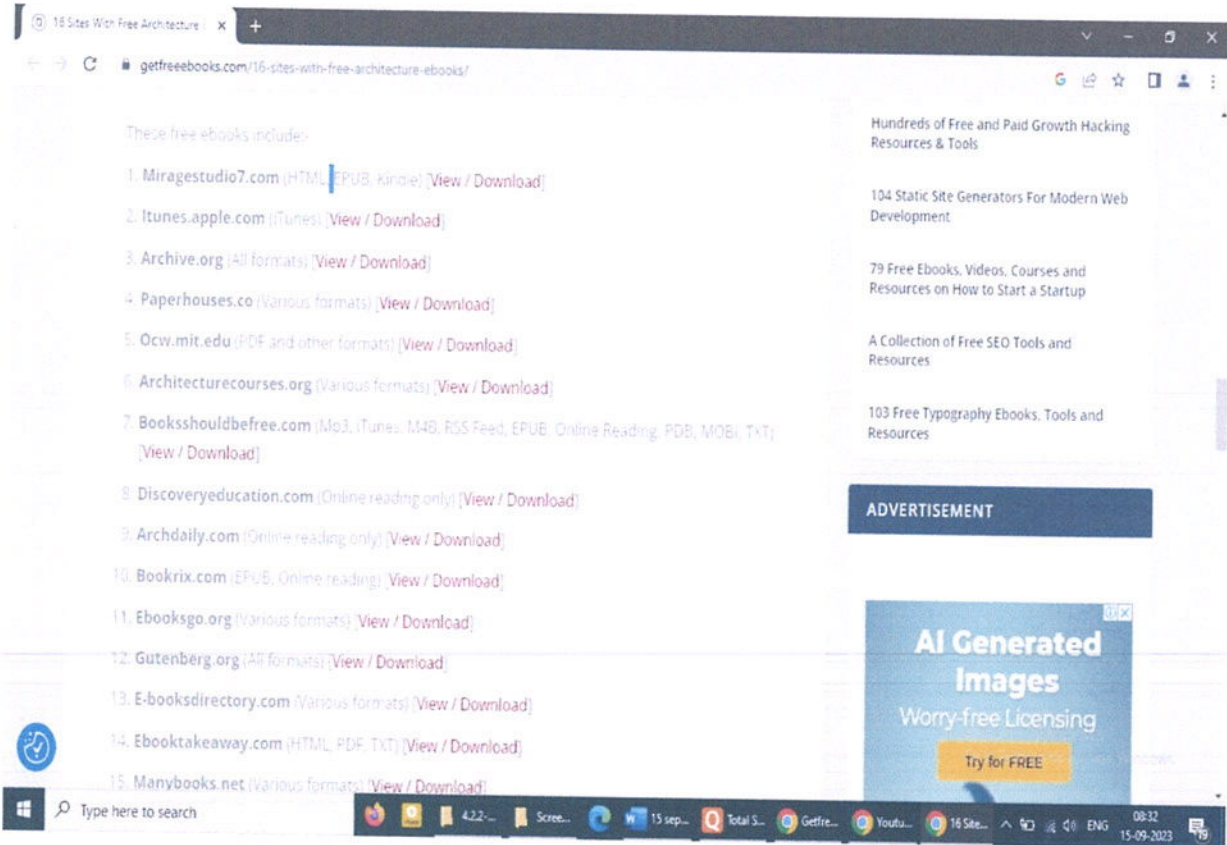 16 Sites With Free Architecture
getfreeebooks.com/16-sites-with-free-architecture-ebooks/
These free ebooks include:-
1. Miragestudio7.com (HTML, EPUB, Kindle) [View / Download]
2. Itunes.apple.com (iTunes) [View / Download]
3. Archive.org (All formats) [View / Download]
4. Paperhouses.co (Various formats) [View / Download]
5. Ocw.mit.edu (PDF and other formats) [View / Download]
6. Architecturecourses.org (Various formats) [View / Download]
7. Booksshouldbefree.com (Mp3, iTunes, M4B, RSS Feed, EPUB, Online Reading, PDB, MOBI, TXT)
[View / Download]
8. Discoveryeducation.com (Online reading only) [View / Download]
9. Archdaily.com (Online reading only) [View / Download]
10. Bookrix.com (EPUB, Online reading) [View / Download]
11. Ebooksgo.org (Various formats) [View / Download]
12. Gutenberg.org (All formats) [View / Download]
13. E-booksdirectory.com (Various formats) [View / Download]
14. Ebooktakeaway.com (HTML, PDF, TXT) [View / Download]
15. Manybooks.net (Various formats) [View / Download]
Hundreds of Free and Paid Growth Hacking
Resources & Tools
104 Static Site Generators For Modern Web
Development
79 Free Ebooks, Videos, Courses and
Resources on How to Start a Startup
A Collection of Free SEO Tools and
Resources
103 Free Typography Ebooks, Tools and
Resources
ADVERTISEMENT
AI Generated
Images
Worry-free Licensing
Try for FREE
Type here to search
4.2.2-... Scree... 15 sep... Total S... Getfre... Youtu... 16 Site... ENG 08:32
15-09-2023 19